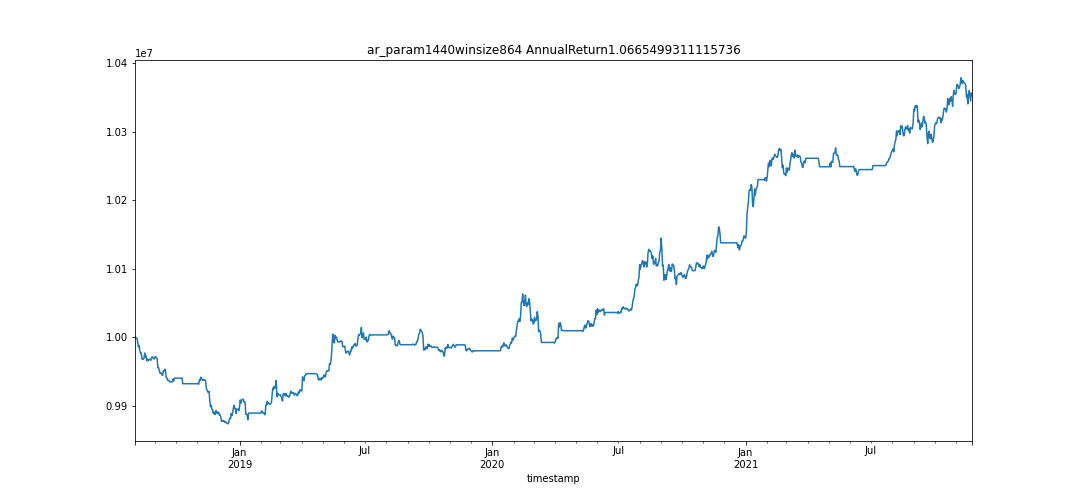 ar_param1440winsize864 AnnualReturn1.0665499311115736
1e7
1.04
1.03
1.02
1.01
1.00
0.99
Jan Jul Jan Jul Jan Jul
2019 2020 2021
timestamp